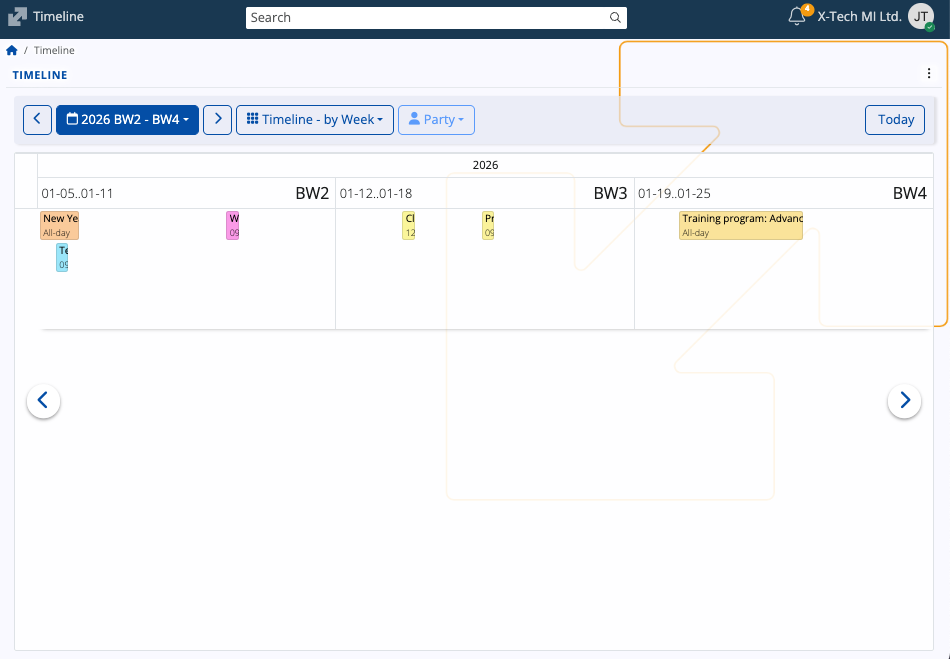 Timeline
Search
4
X-Tech MI Ltd.
JT
/ Timeline
TIMELINE
2026 BW2 - BW4
Timeline - by Week
Party
Today
2026
01-05..01-11 BW2
01-12..01-18 BW3
01-19..01-25 BW4
New Ye
All-day
W
09
Cl
12
Pr
09
Training program: Advanc
All-day
Te
09